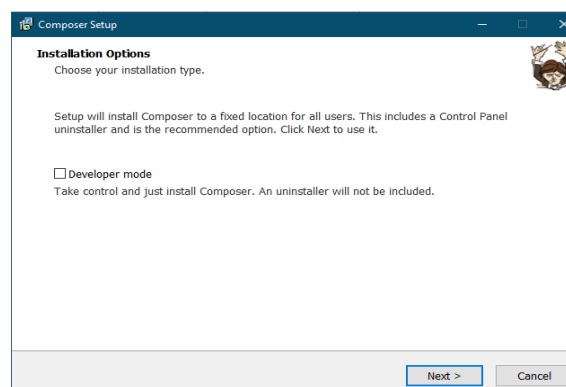 Composer Setup
Installation Options
Choose your installation type.
Setup will install Composer to a fixed location for all users. This includes a Control Panel
uninstaller and is the recommended option. Click Next to use it.
Developer mode
Take control and just install Composer. An uninstaller will not be included.
Next >
Cancel